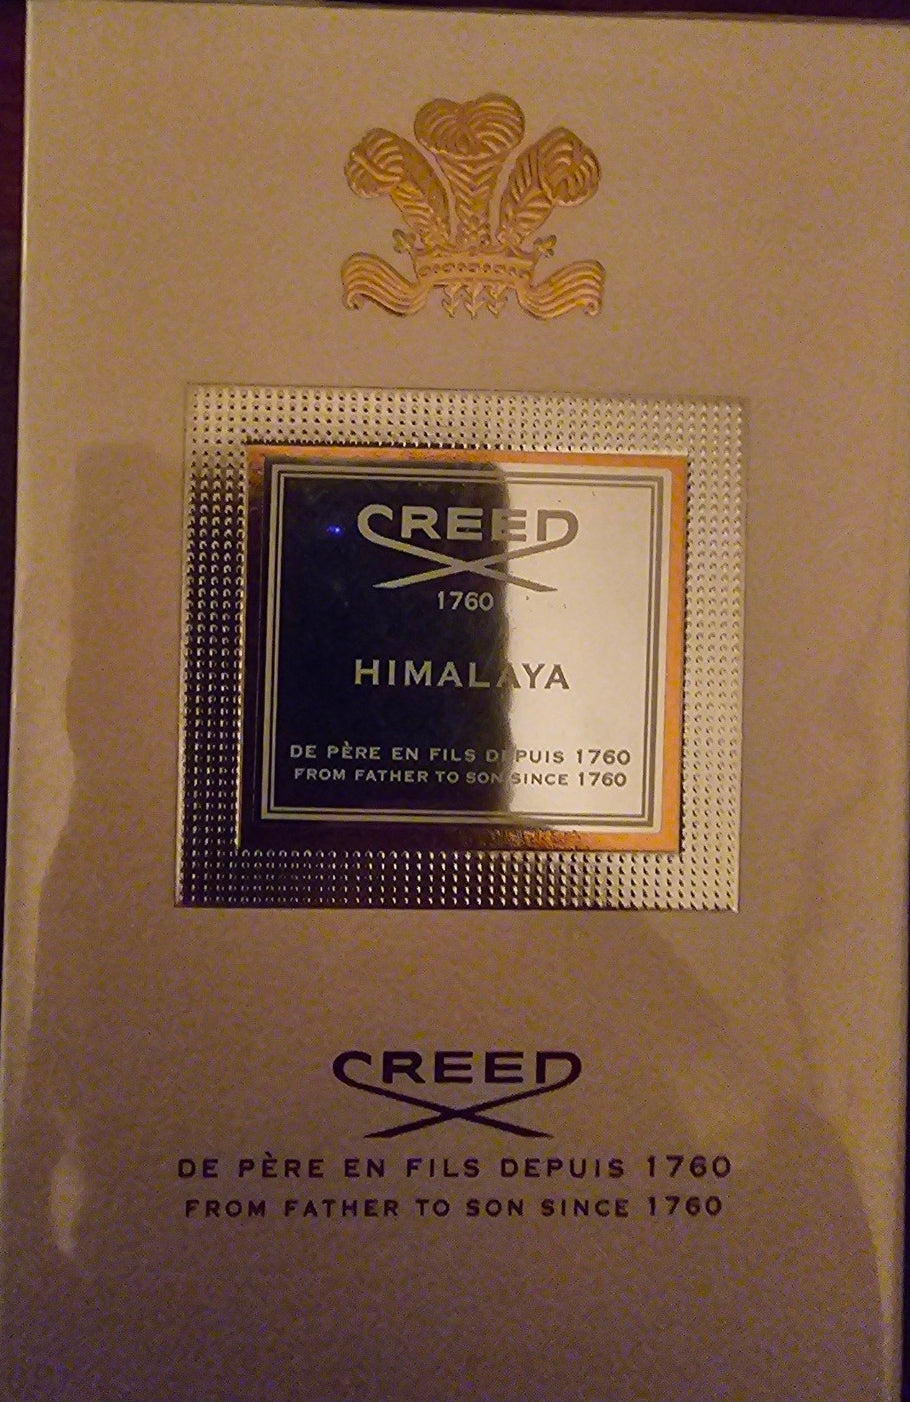 CREED
1760
HIMALAYA
DE PÈRE EN FILS DEPUIS 1760
FROM FATHER TO SON SINCE 1760
CREED
DE PÈRE EN FILS DEPUIS 1760
FROM FATHER TO SON SINCE 1760